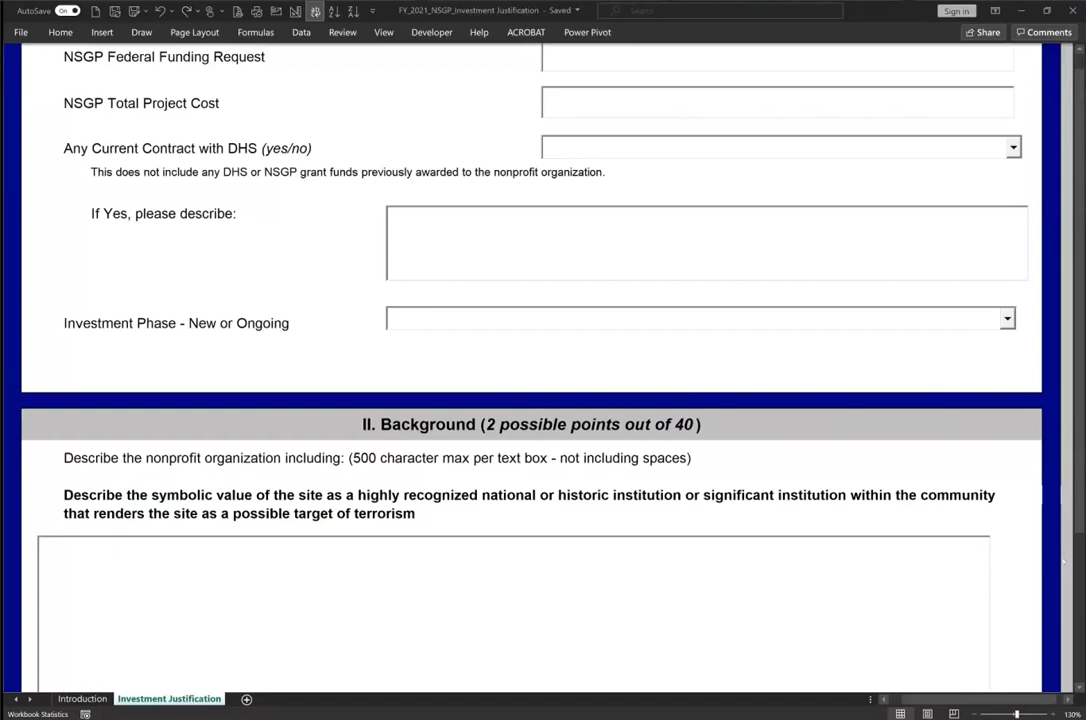 AutoSave On FY_2021_NSGP_Investment Justification - Saved Search Sign in
File Home Insert Draw Page Layout Formulas Data Review View Developer Help ACROBAT Power Pivot Share Comments
NSGP Federal Funding Request
NSGP Total Project Cost
Any Current Contract with DHS (yes/no)
This does not include any DHS or NSGP grant funds previously awarded to the nonprofit organization.
If Yes, please describe:
Investment Phase - New or Ongoing
II. Background (2 possible points out of 40 )
Describe the nonprofit organization including: (500 character max per text box - not including spaces)
Describe the symbolic value of the site as a highly recognized national or historic institution or significant institution within the community
that renders the site as a possible target of terrorism
Introduction Investment Justification
Workbook Statistics 130%